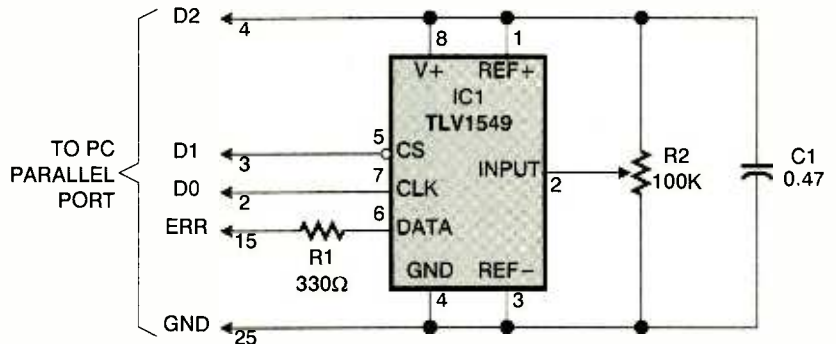 D2
4
8
1
V+
REF+
IC1
TLV1549
TO PC
PARALLEL
PORT
D1
3
5
CS
D0
2
7
CLK
INPUT
2
R2
100K
C1
0.47
ERR
15
R1
330Ω
6
DATA
GND
REF−
4
3
GND
25